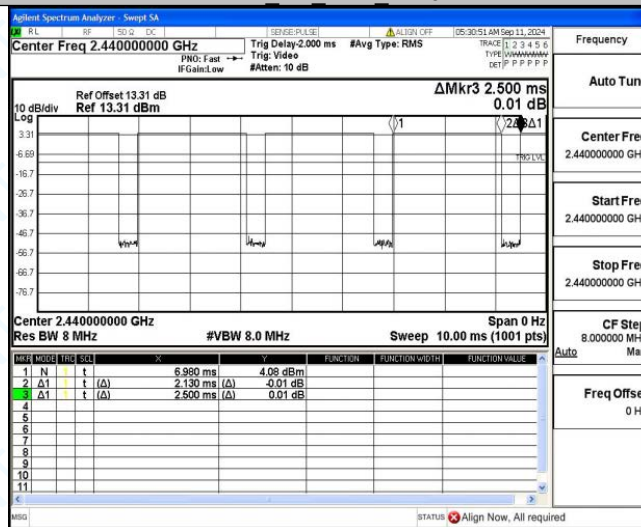 Agilent Spectrum Analyzer - Swept SA
RL RF 50 Ω DC SENSE:PULSE ALIGN OFF 05:30:51 AM Sep 11, 2024
Center Freq 2.440000000 GHz
PNO: Fast
IFGain:Low
Trig Delay-2.000 ms
Trig: Video
#Atten: 10 dB
#Avg Type: RMS
TRACE 1 2 3 4 5 6
TYPE
DET P P P P P P
Ref Offset 13.31 dB
10 dB/div Ref 13.31 dBm
ΔMkr3 2.500 ms
0.01 dB
Log
1
2Δ
Δ1
3.31
-6.69
TRIG LVL
-16.7
-26.7
-36.7
-46.7
-56.7
-66.7
-76.7
Center 2.440000000 GHz Span 0 Hz
Res BW 8 MHz #VBW 8.0 MHz Sweep 10.00 ms (1001 pts)
MKR MODE TRC SCL X Y FUNCTION FUNCTION WIDTH FUNCTION VALUE
1 N 1 t 6.980 ms 4.08 dBm
2 Δ1 1 t (Δ) 2.130 ms (Δ) -0.01 dB
3 Δ1 1 t (Δ) 2.500 ms (Δ) 0.01 dB
4
5
6
7
8
9
10
11
MSG STATUS Align Now, All required
Frequency
Auto Tun
Center Fre
2.440000000 GH
Start Fre
2.440000000 GH
Stop Fre
2.440000000 GH
CF Step
8.000000 MH
Auto Ma
Freq Offse
0 H